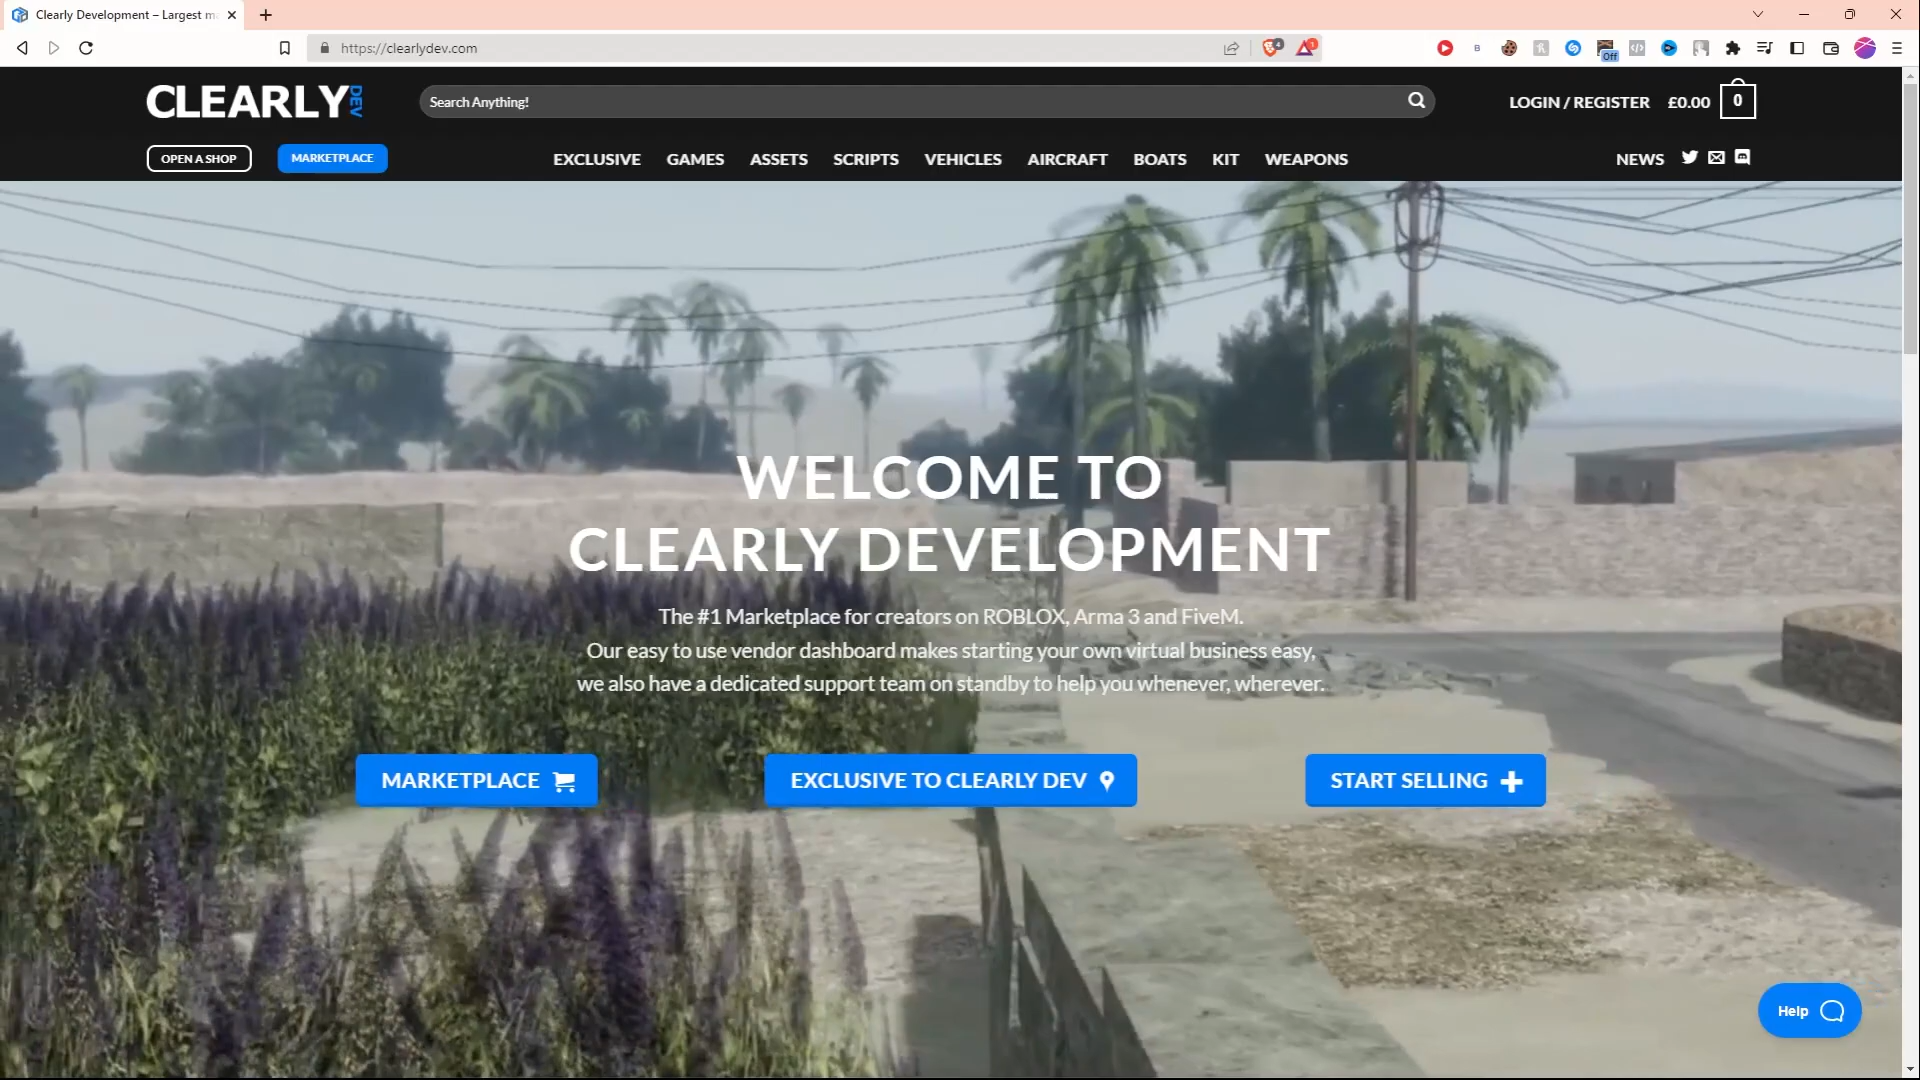 Clearly Development – Largest ma
https://clearlydev.com
4
1
B
Off
CLEARLY DEV
Search Anything!
LOGIN / REGISTER £0.00 0
OPEN A SHOP MARKETPLACE
EXCLUSIVE GAMES ASSETS SCRIPTS VEHICLES AIRCRAFT BOATS KIT WEAPONS
NEWS
WELCOME TO
CLEARLY DEVELOPMENT
The #1 Marketplace for creators on ROBLOX, Arma 3 and FiveM.
Our easy to use vendor dashboard makes starting your own virtual business easy,
we also have a dedicated support team on standby to help you whenever, wherever.
MARKETPLACE EXCLUSIVE TO CLEARLY DEV START SELLING
Help